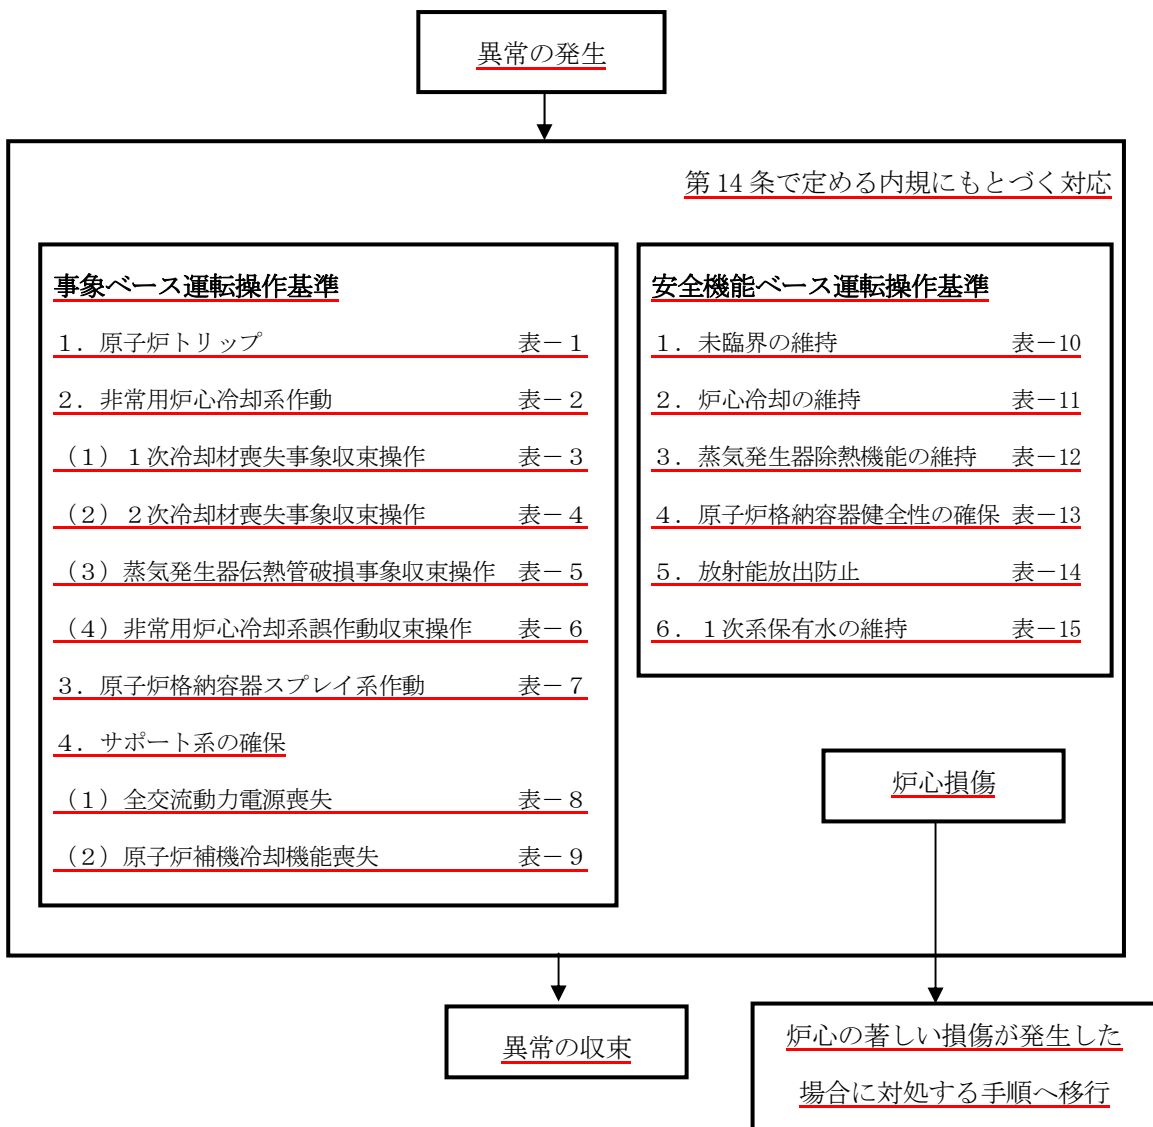 異常の発生
第14条で定める内規にもとづく対応
事象ベース運転操作基準
１．原子炉トリップ 表－１
２．非常用炉心冷却系作動 表－２
（１）１次冷却材喪失事象収束操作 表－３
（２）２次冷却材喪失事象収束操作 表－４
（３）蒸気発生器伝熱管破損事象収束操作 表－５
（４）非常用炉心冷却系誤作動収束操作 表－６
３．原子炉格納容器スプレイ系作動 表－７
４．サポート系の確保
（１）全交流動力電源喪失 表－８
（２）原子炉補機冷却機能喪失 表－９
安全機能ベース運転操作基準
１．未臨界の維持 表－10
２．炉心冷却の維持 表－11
３．蒸気発生器除熱機能の維持 表－12
４．原子炉格納容器健全性の確保 表－13
５．放射能放出防止 表－14
６．１次系保有水の維持 表－15
炉心損傷
異常の収束
炉心の著しい損傷が発生した
場合に対処する手順へ移行